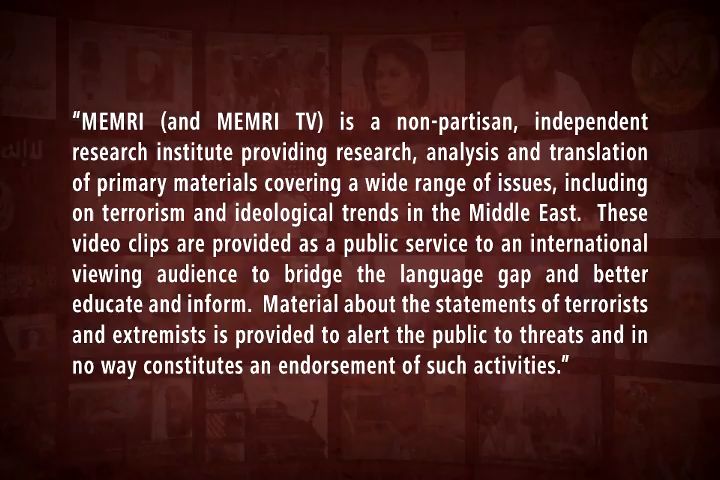 "MEMRI (and MEMRI TV) is a non-partisan, independent
research institute providing research, analysis and translation
of primary materials covering a wide range of issues, including
on terrorism and ideological trends in the Middle East.  These
video clips are provided as a public service to an international
viewing audience to bridge the language gap and better
educate and inform.  Material about the statements of terrorists
and extremists is provided to alert the public to threats and in
no way constitutes an endorsement of such activities."